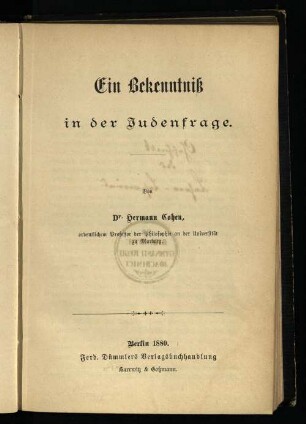 Ein Bekenntniß
in der Judenfrage.
Von
Dr. Hermann Cohen,
ordentlichem Professor der Philosophie an der Universität
zu Marburg.
Berlin 1880.
Ferd. Dümmlers Verlagsbuchhandlung
Harrwitz & Goßmann.